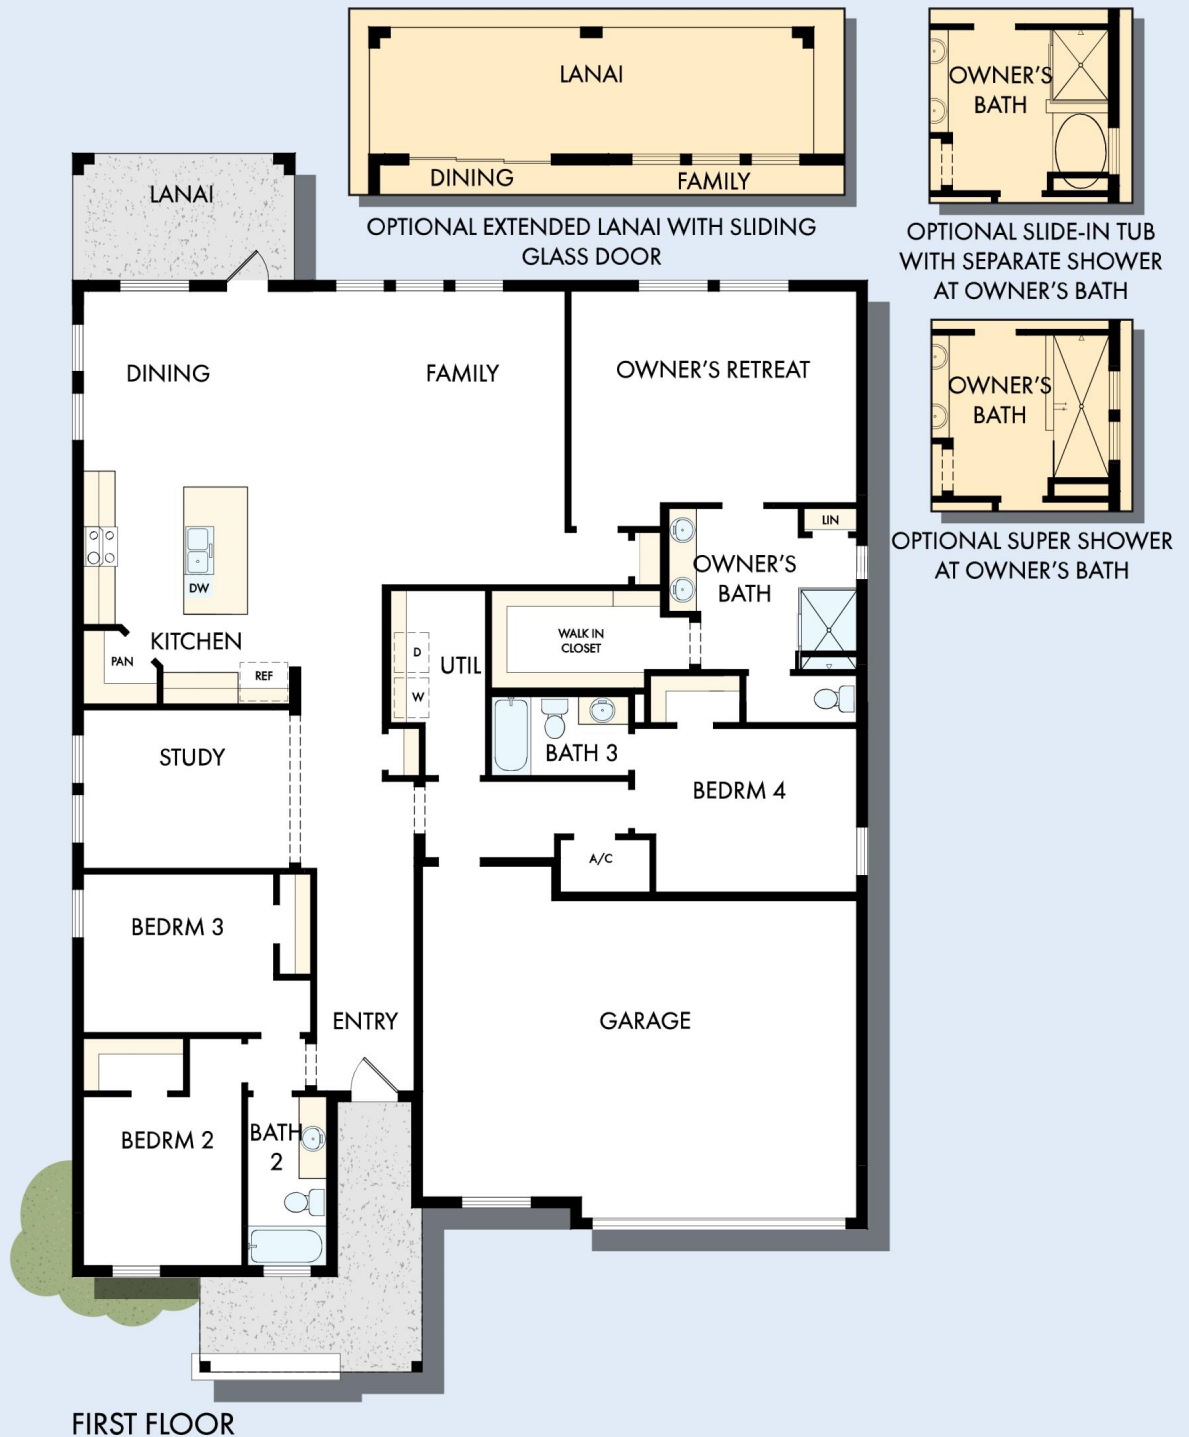 LANAI
DINING
FAMILY
OPTIONAL EXTENDED LANAI WITH SLIDING
GLASS DOOR
OWNER'S
BATH
OPTIONAL SLIDE-IN TUB
WITH SEPARATE SHOWER
AT OWNER'S BATH
OWNER'S
BATH
OPTIONAL SUPER SHOWER
AT OWNER'S BATH
LANAI
DINING
FAMILY
OWNER'S RETREAT
LIN
OWNER'S
BATH
DW
KITCHEN
PAN
REF
D
W
UTIL
WALK IN
CLOSET
STUDY
BATH 3
BEDRM 4
A/C
BEDRM 3
ENTRY
GARAGE
BEDRM 2
BATH
2
FIRST FLOOR